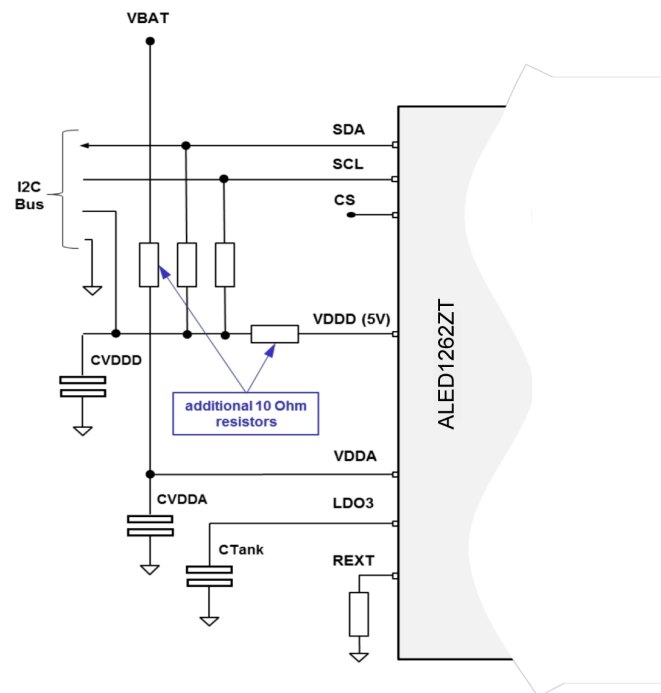 VBAT
SDA
SCL
I2C
Bus
CS
VDDD (5V)
CVDDD
additional 10 Ohm
resistors
ALED1262ZT
VDDA
CVDDA
LDO3
CTank
REXT